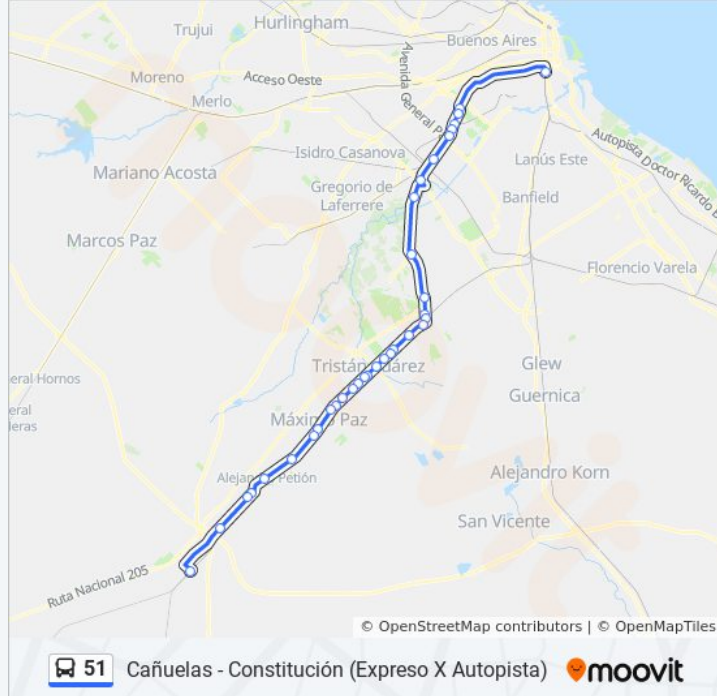 Trujui
Hurlingham
Buenos Aires
Moreno
Acceso Oeste
Merlo
Avenida General P
Autopista Doctor Ricardo B
Isidro Casanova
Lanús Este
Mariano Acosta
Gregorio de
Laferrere
Banfield
Marcos Paz
Florencio Varela
Tristán Suárez
Glew
eral Hornos
Guernica
eral
deras
Máximo Paz
Alejandro Korn
Alejandro Petión
San Vicente
Ruta Nacional 205
© OpenStreetMap contributors | © OpenMapTiles
51 Cañuelas - Constitución (Expreso X Autopista) moovit